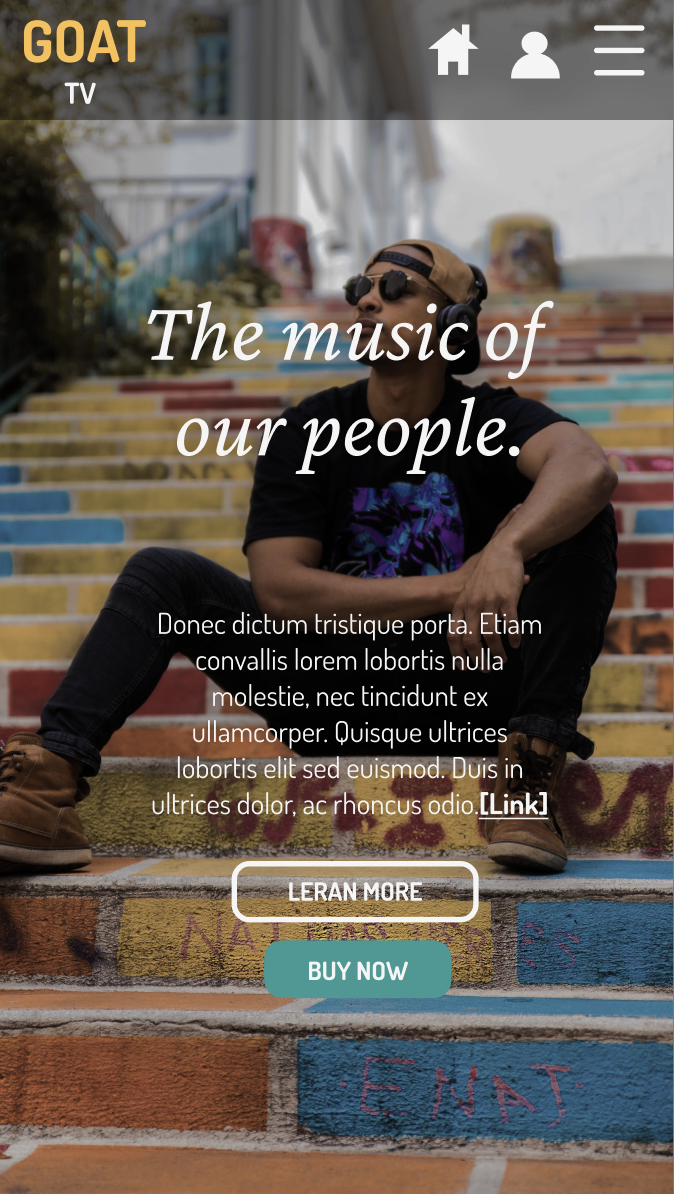 GOAT
TV
The music of
our people.
Donec dictum tristique porta. Etiam
convallis lorem lobortis nulla
molestie, nec tincidunt ex
ullamcorper. Quisque ultrices
lobortis elit sed euismod. Duis in
ultrices dolor, ac rhoncus odio.[Link]
LERAN MORE
BUY NOW
ENAT